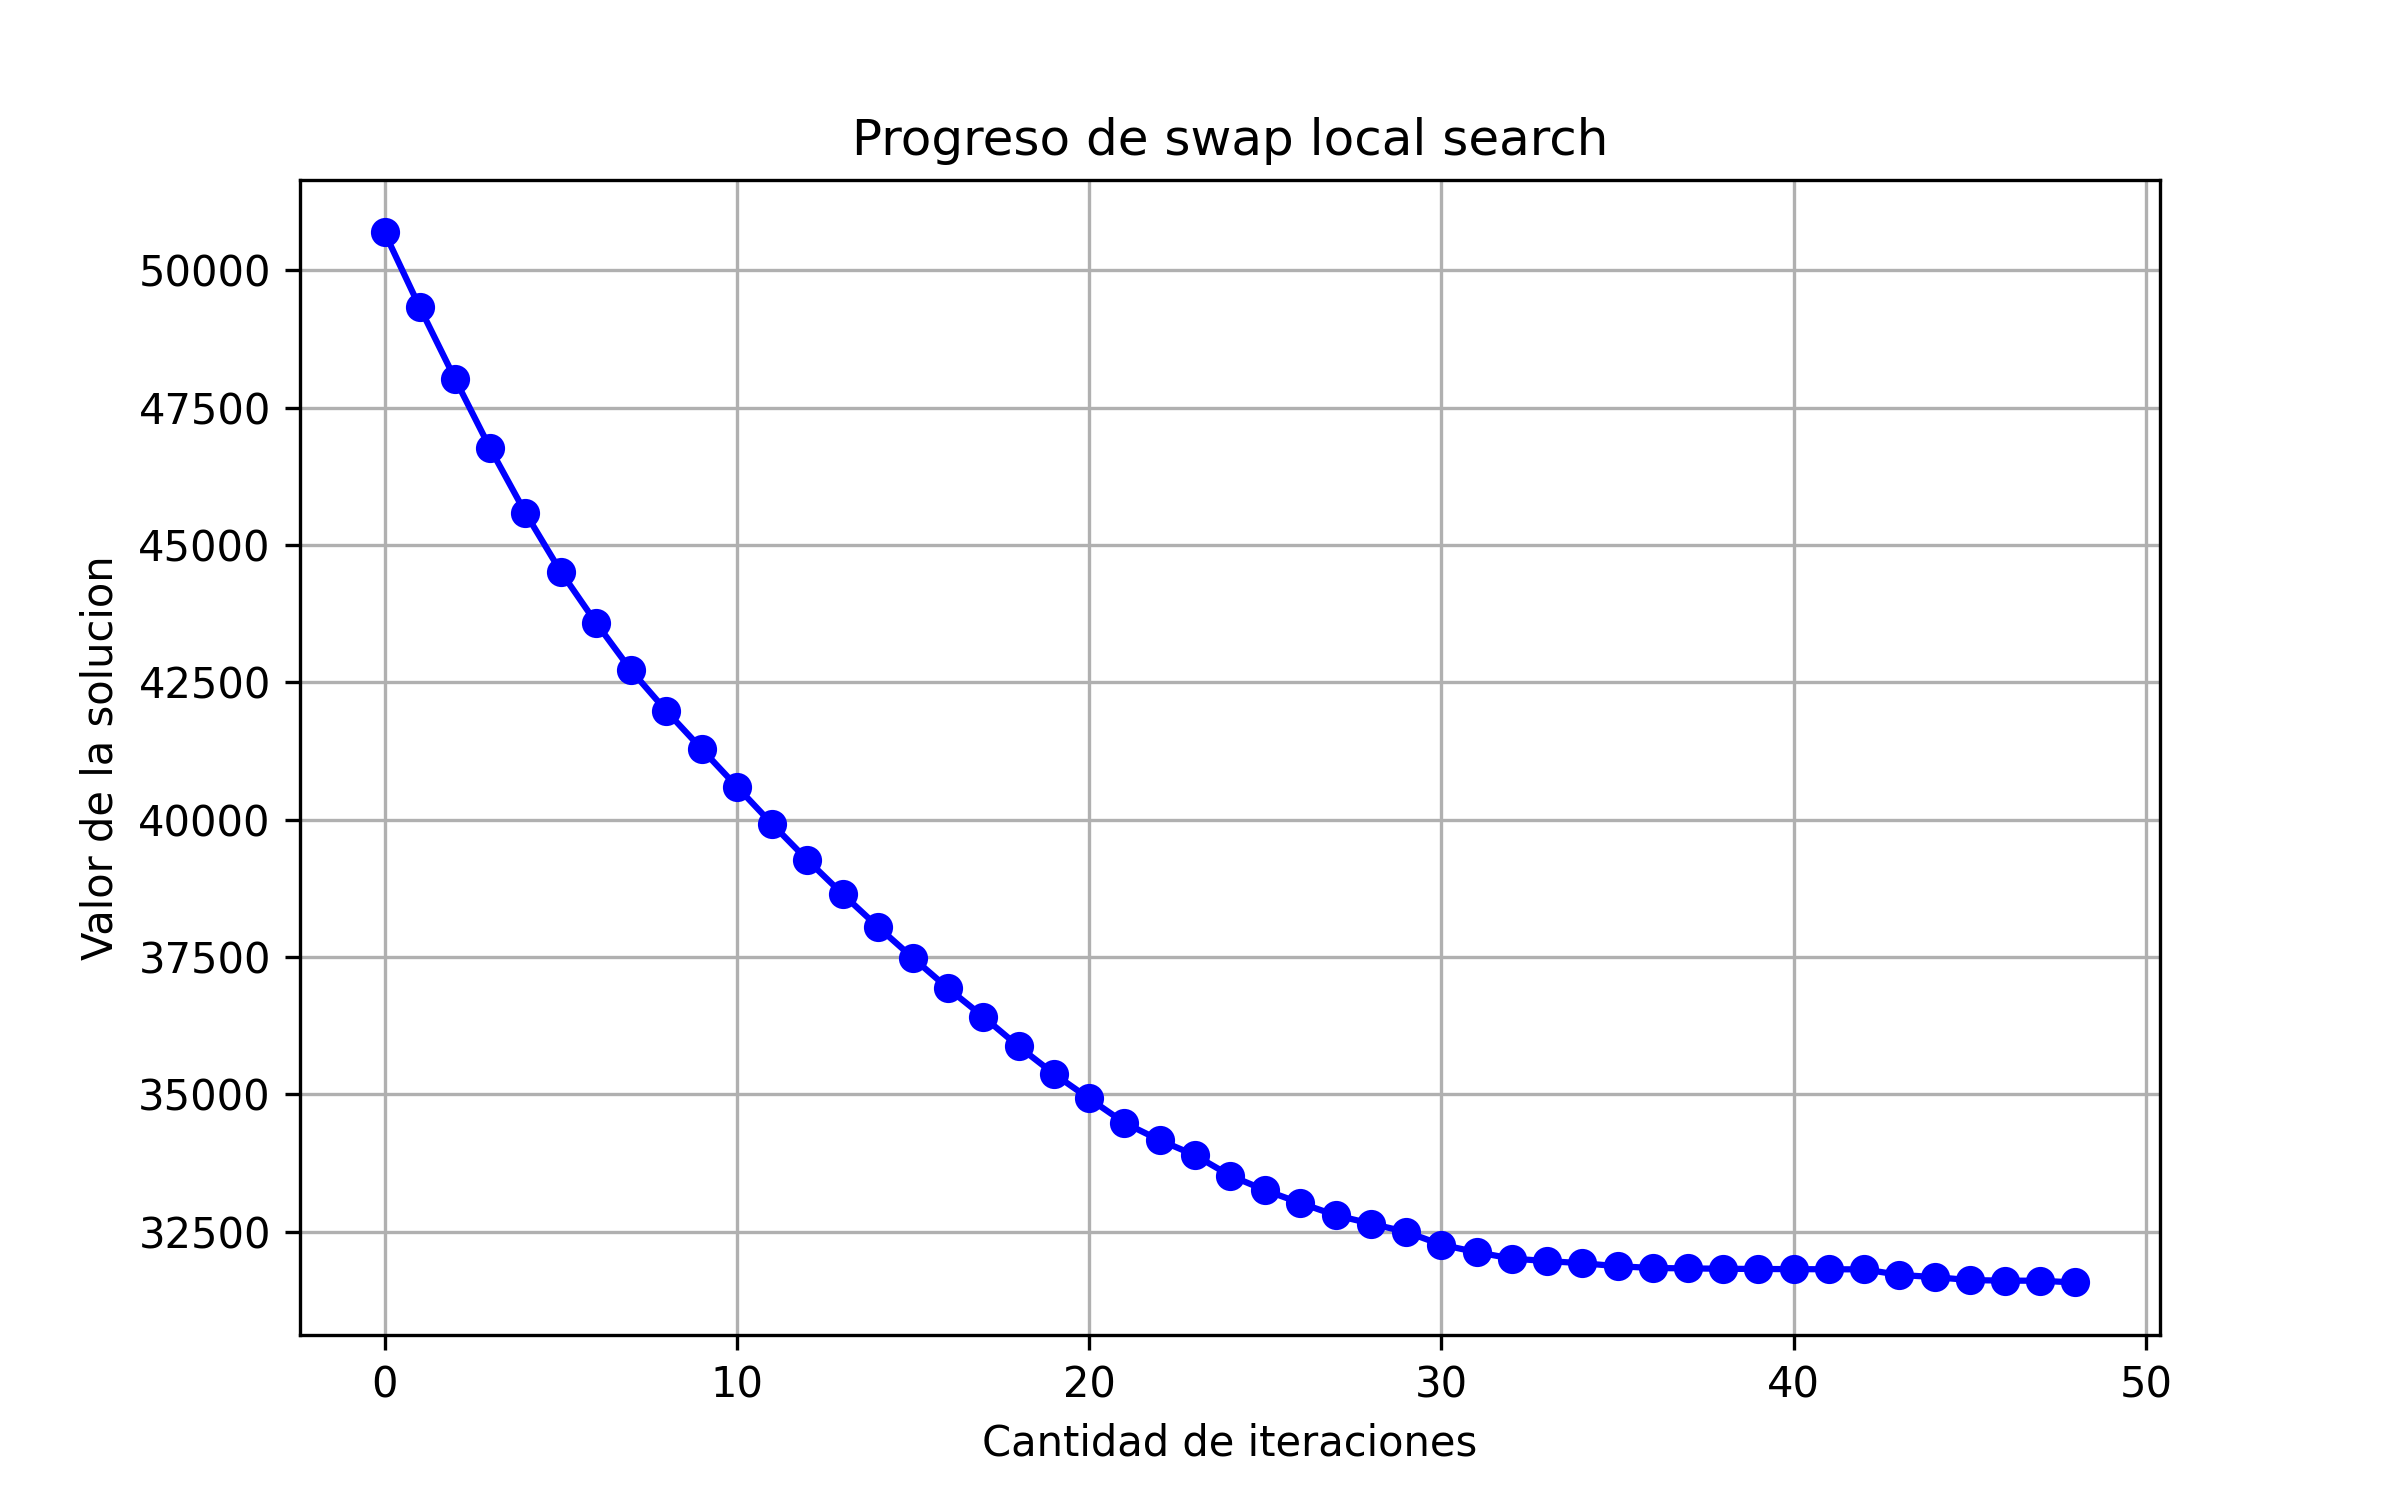 Progreso de swap local search
Valor de la solucion
50000
47500
45000
42500
40000
37500
35000
32500
0 10 20 30 40 50
Cantidad de iteraciones